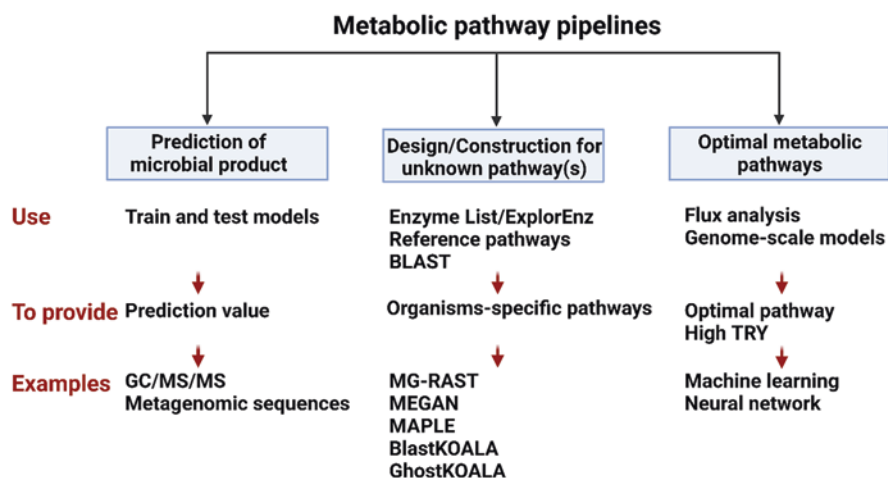 Metabolic pathway pipelines
Prediction of
microbial product
Design/Construction for
unknown pathway(s)
Optimal metabolic
pathways
Use
Train and test models
Enzyme List/ExplorEnz
Reference pathways
BLAST
Flux analysis
Genome-scale models
To provide
Prediction value
Organisms-specific pathways
Optimal pathway
High TRY
Examples
GC/MS/MS
Metagenomic sequences
MG-RAST
MEGAN
MAPLE
BlastKOALA
GhostKOALA
Machine learning
Neural network